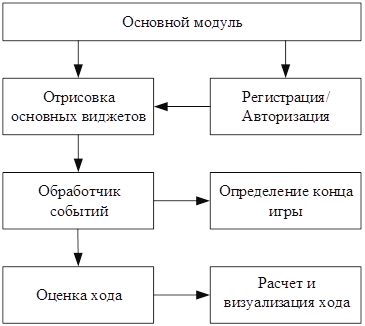 Основной модуль
Отрисовка
основных виджетов
Регистрация/
Авторизация
Обработчик
событий
Определение конца
игры
Оценка хода
Расчет и
визуализация хода